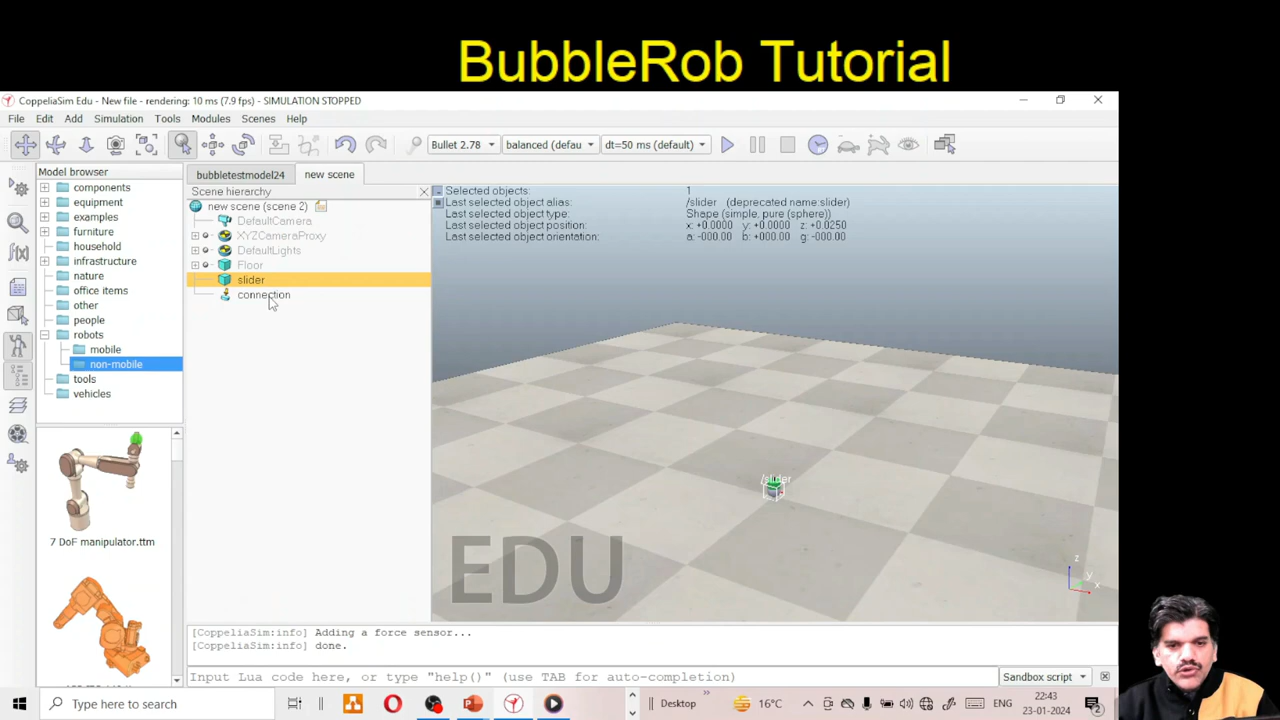 BubbleRob Tutorial
CoppeliaSim Edu - New file - rendering: 10 ms (7.9 fps) - SIMULATION STOPPED
File Edit Add Simulation Tools Modules Scenes Help
Bullet 2.78 balanced (defau dt=50 ms (default)
Model browser
components
equipment
examples
furniture
household
infrastructure
nature
office items
other
people
robots
mobile
non-mobile
tools
vehicles
7 DoF manipulator.ttm
bubbletestmodel24 new scene
Scene hierarchy
new scene (scene 2)
DefaultCamera
XYZCameraProxy
DefaultLights
Floor
slider
connection
Selected objects: 1
Last selected object alias: /slider (deprecated name:slider)
Last selected object type: Shape (simple, pure (sphere))
Last selected object position: x: +0.0000 y: +0.0000 z: +0.0250
Last selected object orientation: a: -000.00 b: +000.00 g: -000.00
/slider
EDU
z
y
x
[CoppeliaSim:info] Adding a force sensor...
[CoppeliaSim:info] done.
Input Lua code here, or type "help()" (use TAB for auto-completion)
Sandbox script
Type here to search
Desktop
16°C
ENG
22:43
23-01-2024
2